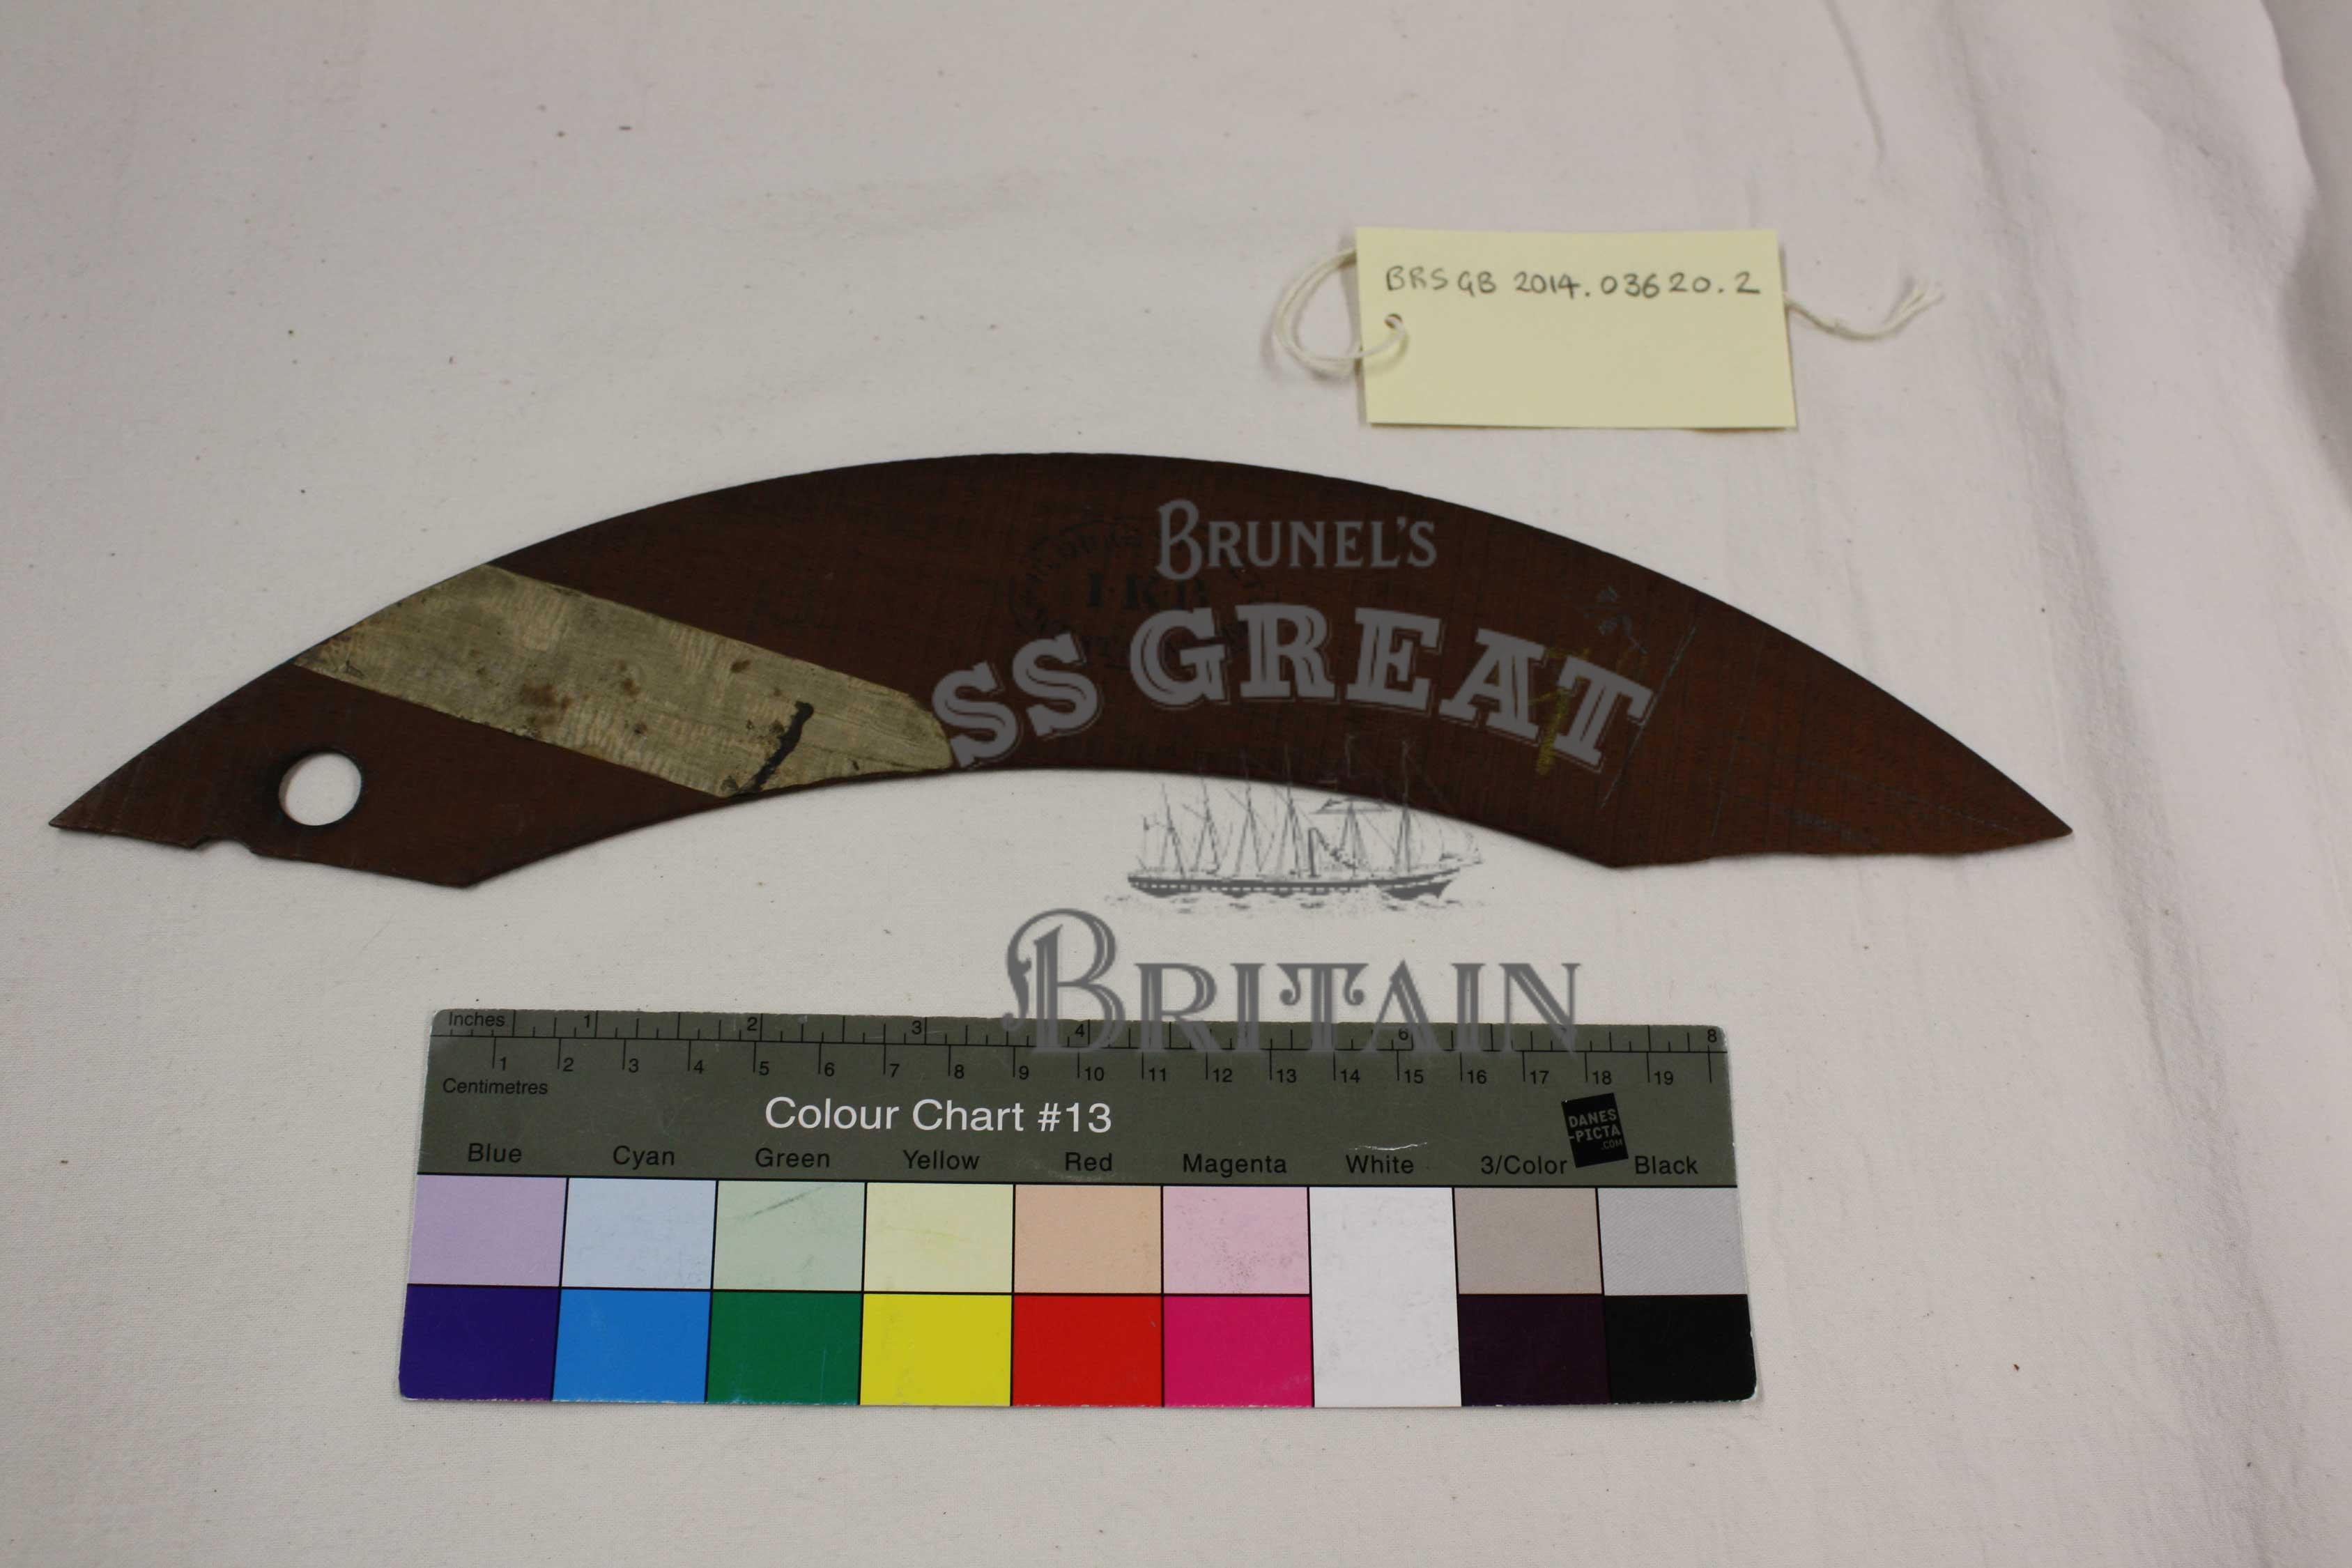 BRSGB 2014.03620.2
BRUNEL'S
SS GREAT
BRITAIN
Inches 1 2 3 4 6 8
1 2 3 4 5 6 7 8 9 10 11 12 13 14 15 16 17 18 19
Centimetres
Colour Chart #13
DANES
-PICTA
.COM
Blue Cyan Green Yellow Red Magenta White 3/Color Black